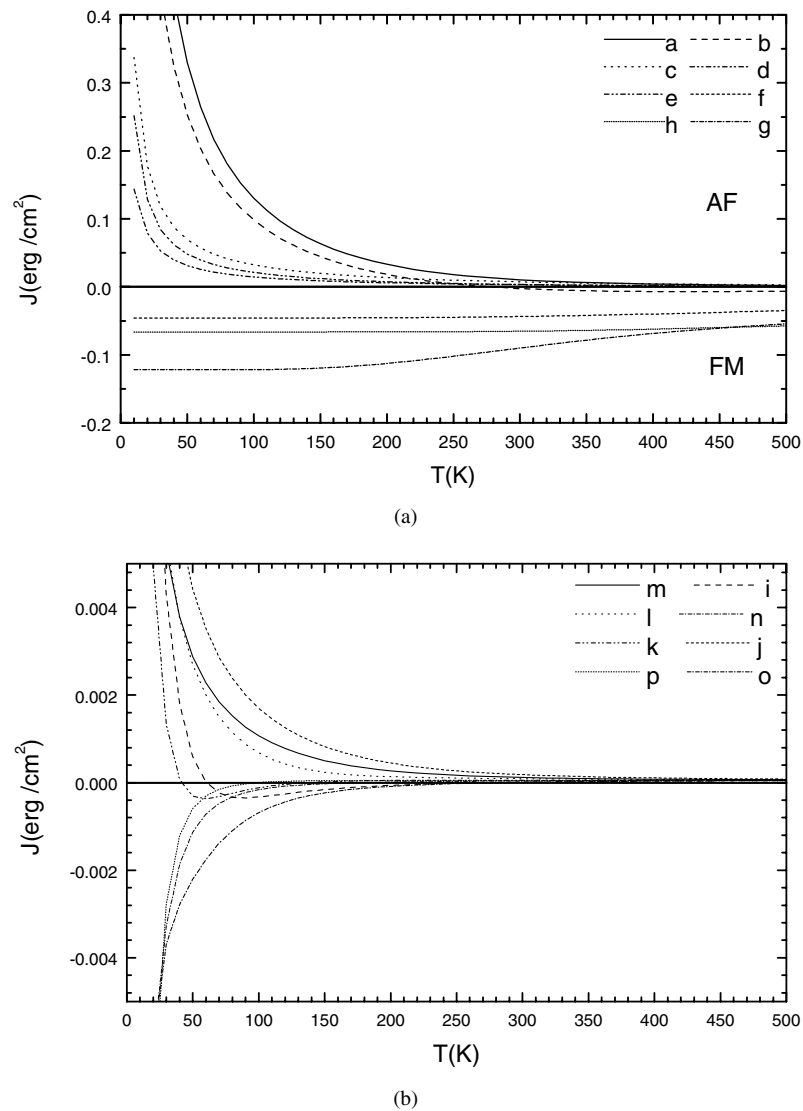 0.4
0.3
0.2
0.1
0.0
-0.1
-0.2
J(erg /cm²)
a b
c d
e f
h g
AF
FM
0 50 100 150 200 250 300 350 400 450 500
T(K)
(a)
0.004
0.002
0.000
-0.002
-0.004
J(erg /cm²)
m i
l n
k j
p o
0 50 100 150 200 250 300 350 400 450 500
T(K)
(b)